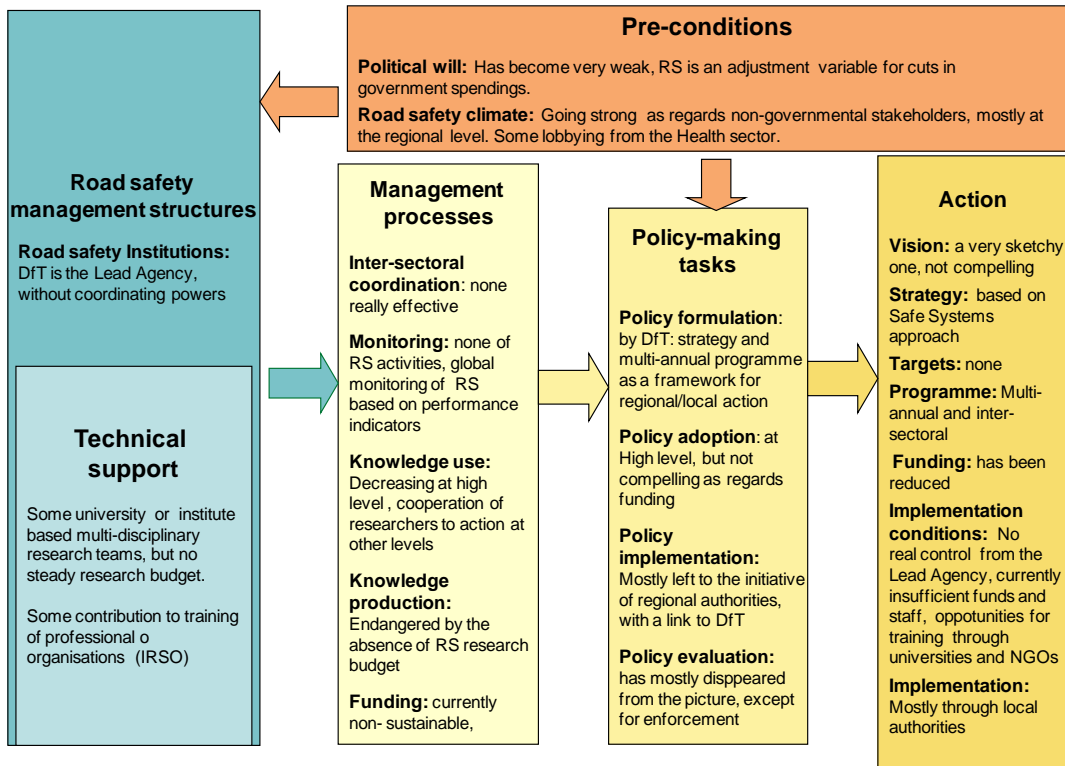 Pre-conditions
Political will: Has become very weak, RS is an adjustment variable for cuts in
government spendings.
Road safety climate: Going strong as regards non-governmental stakeholders, mostly at
the regional level. Some lobbying from the Health sector.
Road safety
management structures
Road safety Institutions:
DfT is the Lead Agency,
without coordinating powers
Technical
support
Some university or institute
based multi-disciplinary
research teams, but no
steady research budget.
Some contribution to training
of professional o
organisations (IRSO)
Management
processes
Inter-sectoral
coordination: none
really effective
Monitoring: none of
RS activities, global
monitoring of RS
based on performance
indicators
Knowledge use:
Decreasing at high
level , cooperation of
researchers to action at
other levels
Knowledge
production:
Endangered by the
absence of RS research
budget
Funding: currently
non- sustainable,
Policy-making
tasks
Policy formulation:
by DfT: strategy and
multi-annual programme
as a framework for
regional/local action
Policy adoption: at
High level, but not
compelling as regards
funding
Policy
implementation:
Mostly left to the initiative
of regional authorities,
with a link to DfT
Policy evaluation:
has mostly disppeared
from the picture, except
for enforcement
Action
Vision: a very sketchy
one, not compelling
Strategy: based on
Safe Systems
approach
Targets: none
Programme: Multi-
annual and inter-
sectoral
Funding: has been
reduced
Implementation
conditions: No
real control from the
Lead Agency, currently
insufficient funds and
staff, oppotunities for
training through
universities and NGOs
Implementation:
Mostly through local
authorities